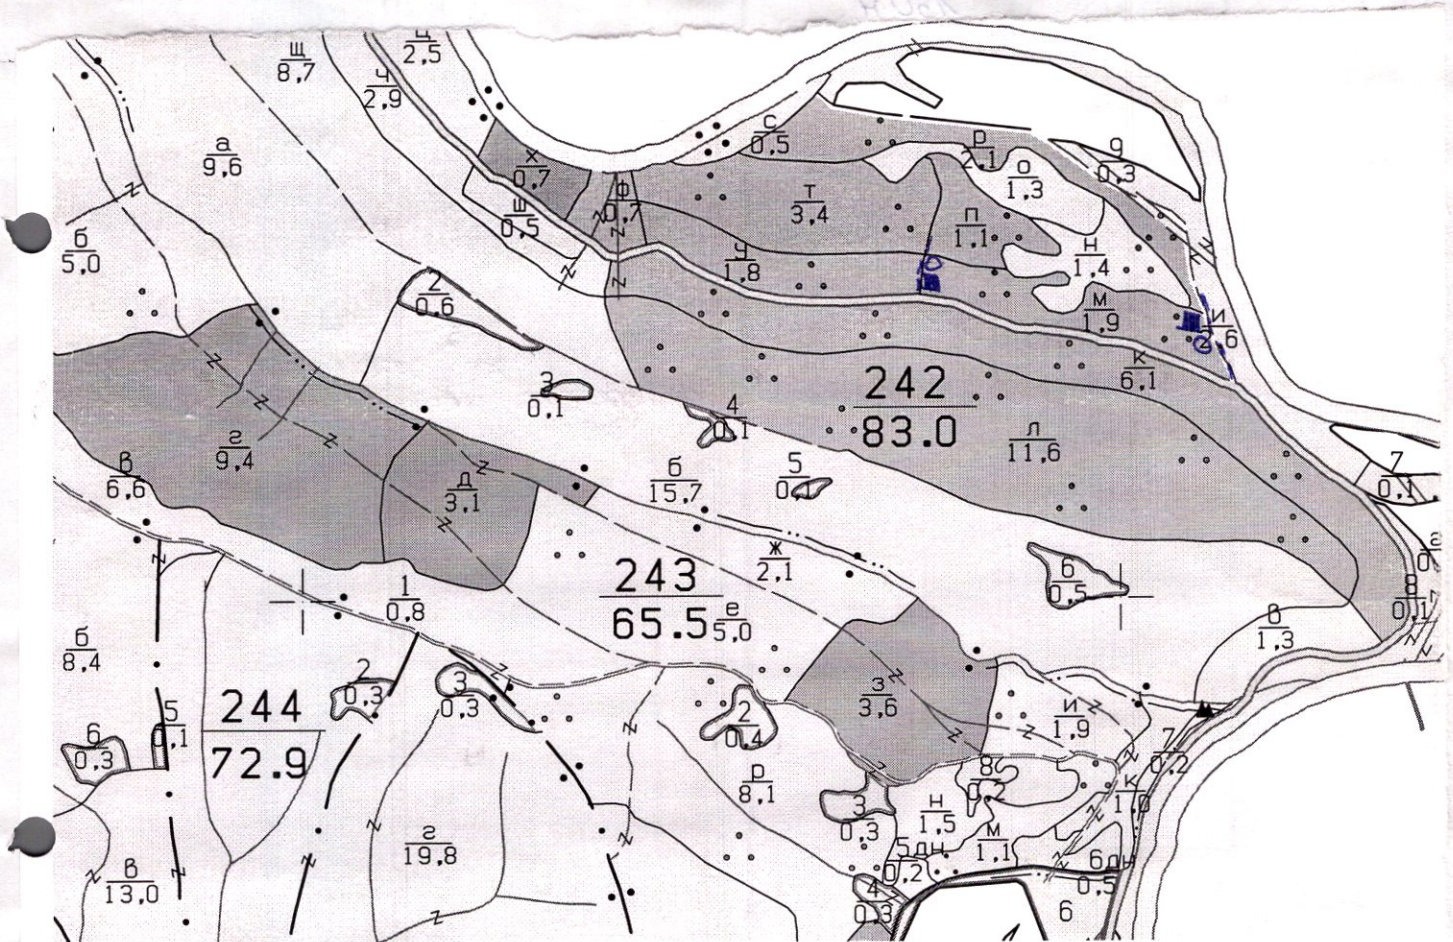 щ
8,7
ч
2,9
ц
2,5
а
9,6
х
0,7
ш
0,5
ф
0,7
с
0,5
т
3,4
р
2,1
о
1,3
9
0,3
п
1,1
н
1,4
у
1,8
м
1,9
и
к
6,1
б
5,0
2
0,6
3
0,1
4
0,1
242
83.0
л
11,6
7
0,1
г
9,4
в
6,6
д
3,1
б
15,7
5
ж
2,1
6
0,5
8
0,1
243
65.5
е
5,0
1
0,8
в
1,3
б
8,4
244
72.9
2
0,3
3
0,3
з
3,6
и
1,9
2
0,4
5
0,1
6
0,3
7
0,2
р
8,1
8
0,2
к
1,0
3
0,3
н
1,5
м
1,1
г
19,8
в
13,0
5дн
0,2
6дн
0,5
4
0,3
6